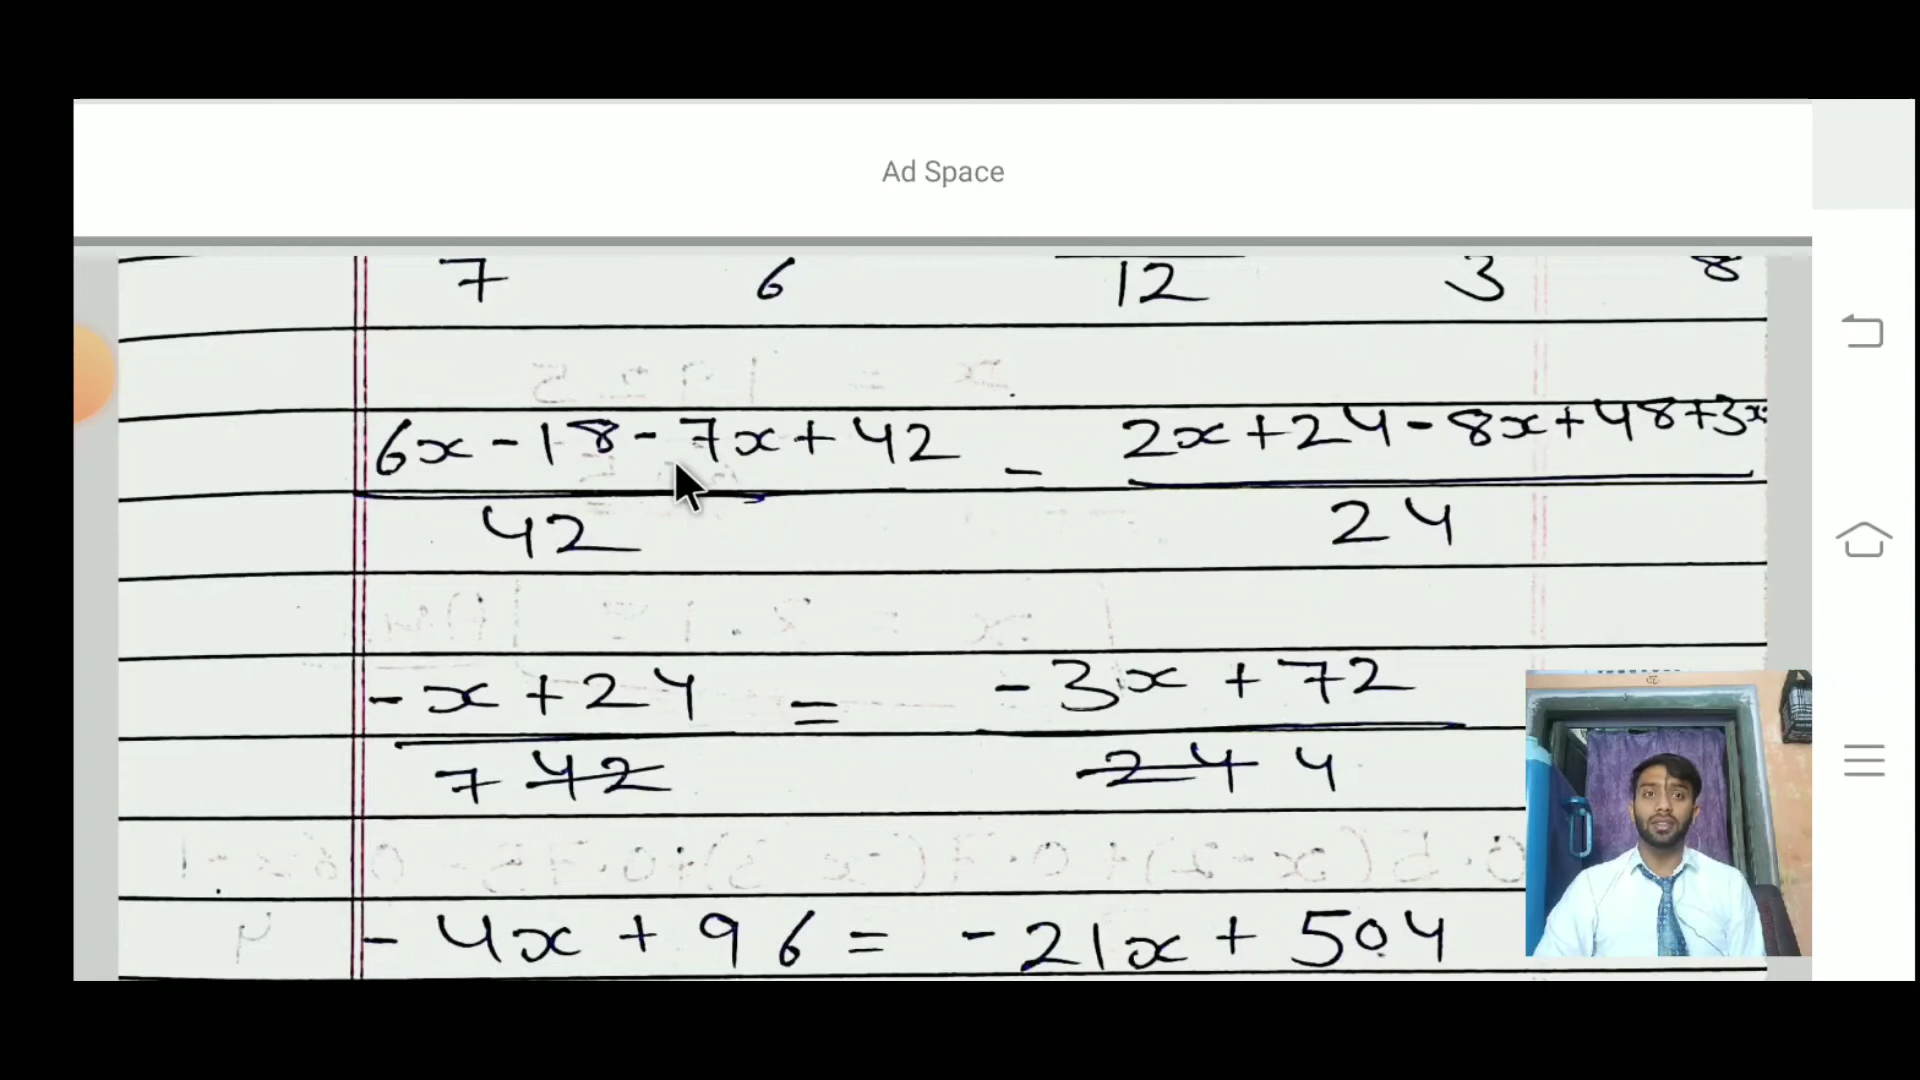 Ad Space
7 6 12 3 8
6x - 18 - 7x + 42 - 2x + 24 - 8x + 48 + 3x
42 24
-x + 24 = -3x + 72
7 42 24 4
- 4x + 96 = - 21x + 504